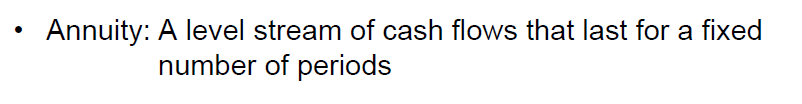 • Annuity: A level stream of cash flows that last for a fixed
number of periods